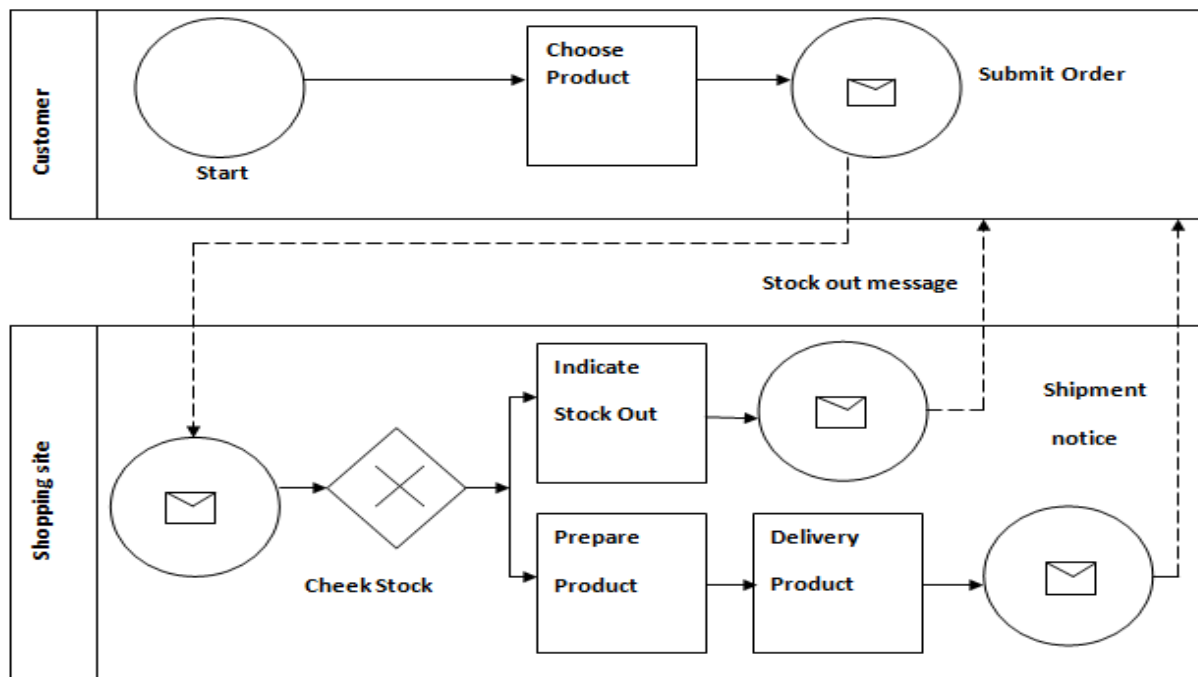 Customer
Start
Choose
Product
Submit Order
Stock out message
Shopping site
Cheek Stock
Indicate
Stock Out
Prepare
Product
Delivery
Product
Shipment
notice